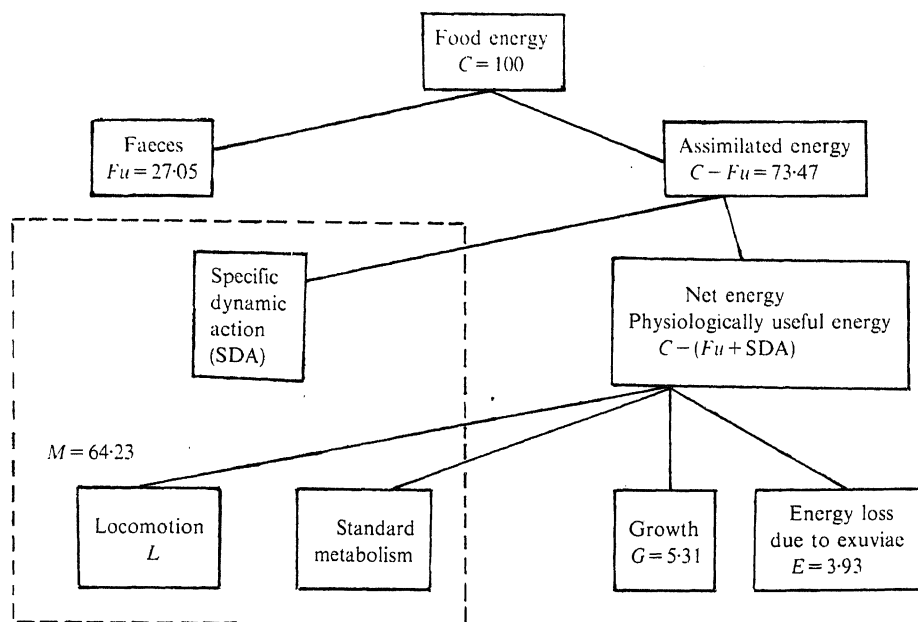 Food energy
C = 100
Faeces
Fu = 27·05
Assimilated energy
C − Fu = 73·47
Specific
dynamic
action
(SDA)
Net energy
Physiologically useful energy
C − (Fu + SDA)
M = 64·23
Locomotion
L
Standard
metabolism
Growth
G = 5·31
Energy loss
due to exuviae
E = 3·93